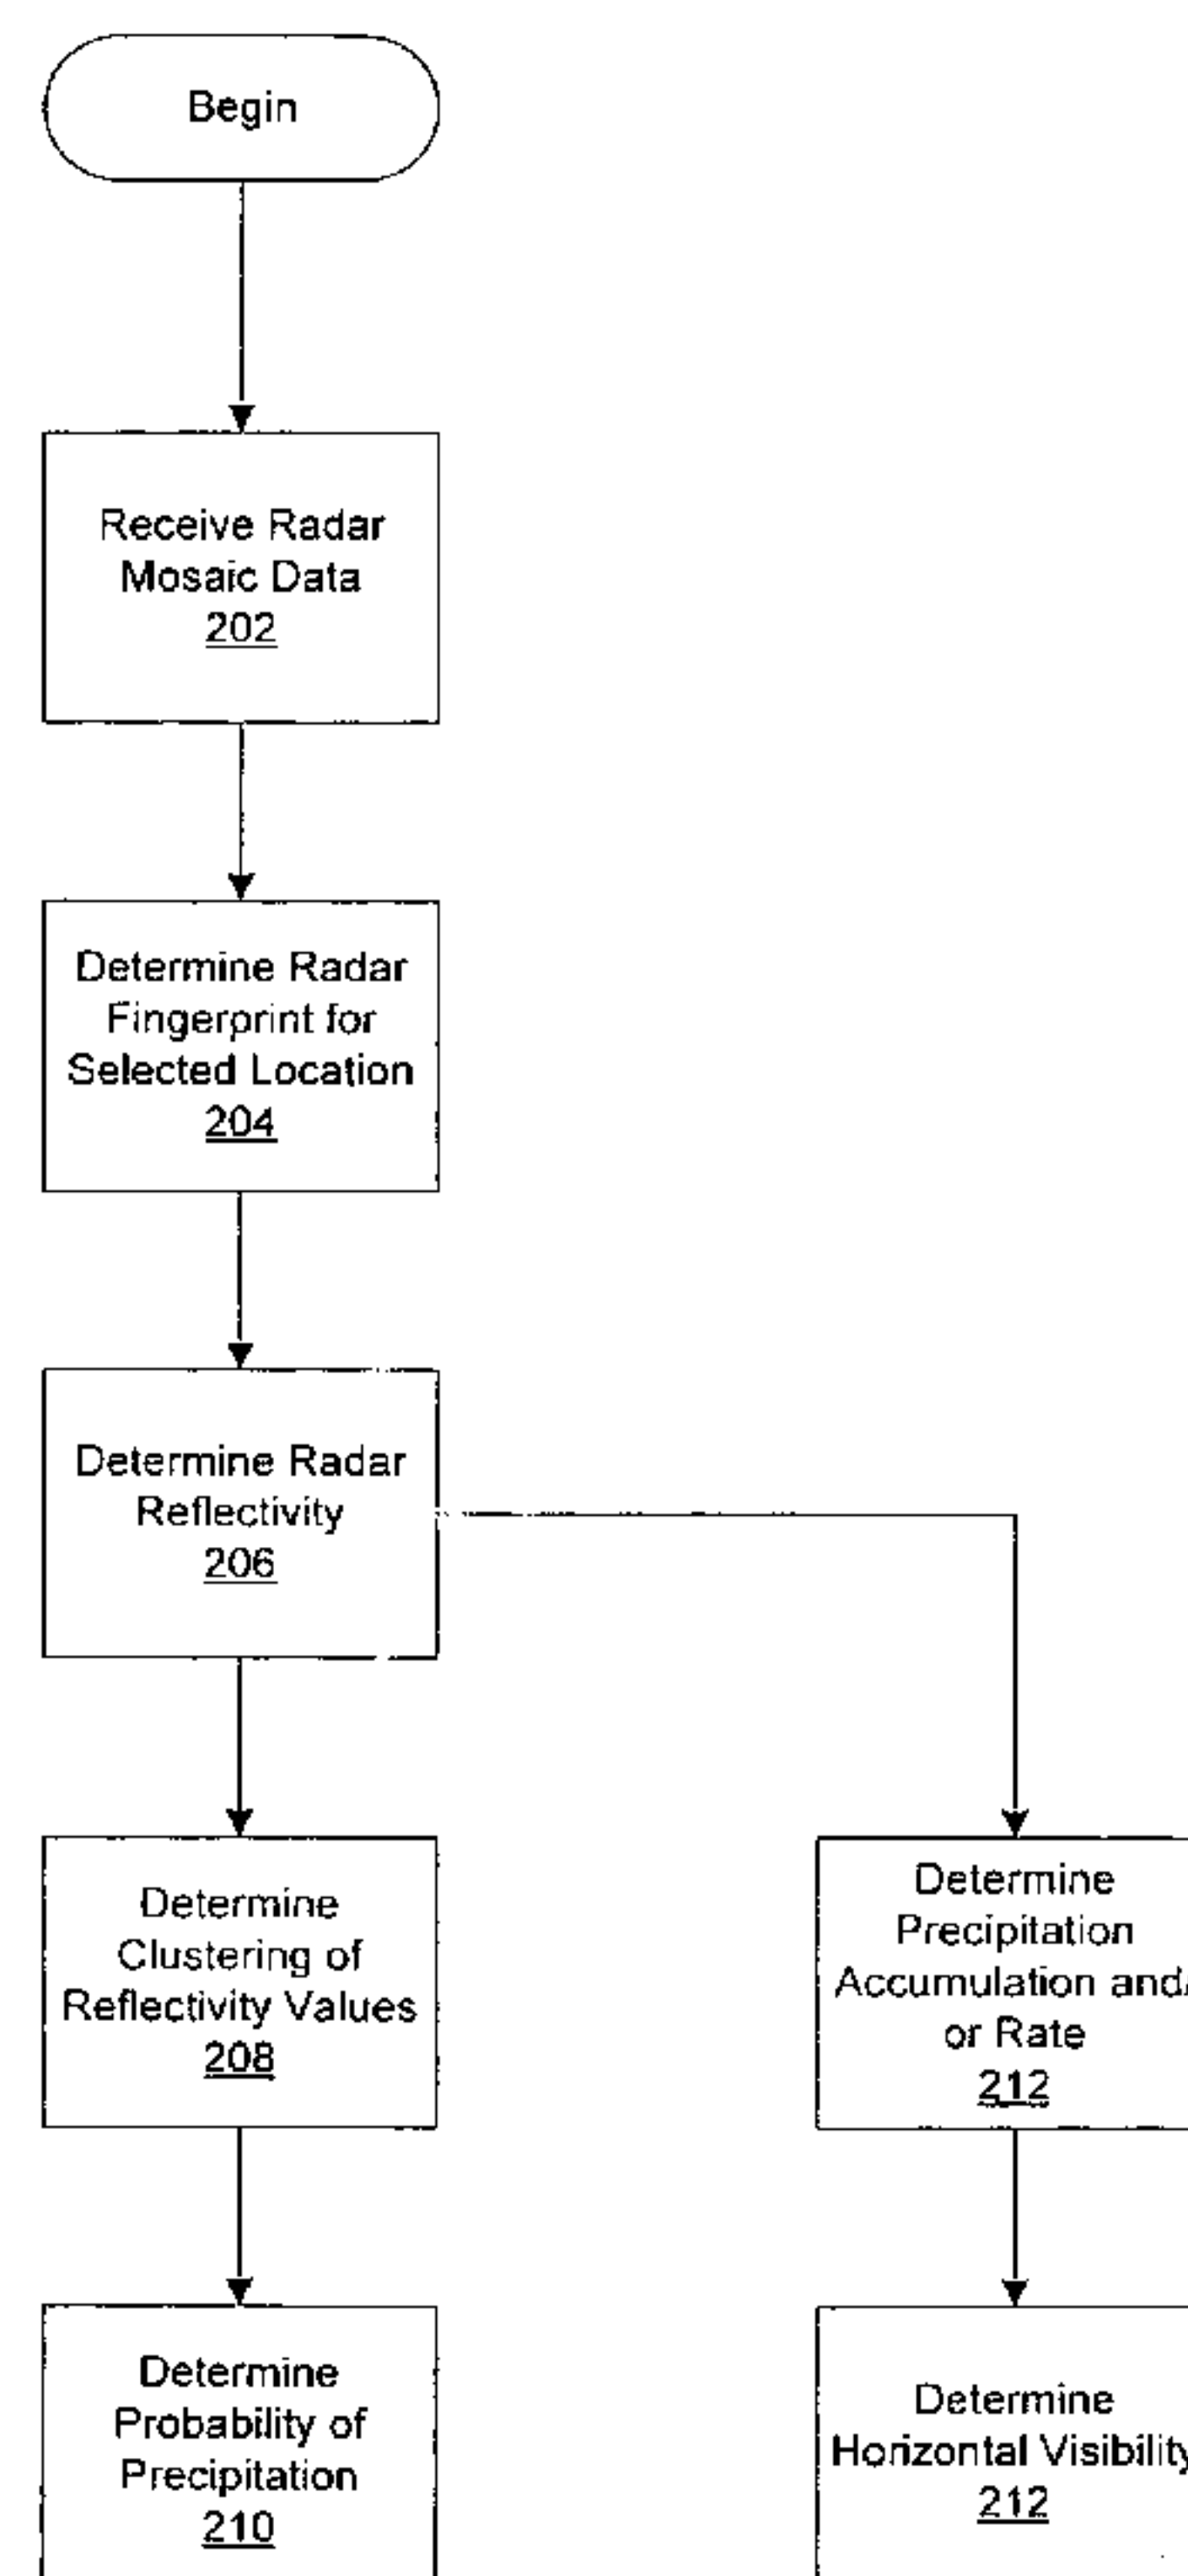 Begin
Receive Radar
Mosaic Data
202
Determine Radar
Fingerprint for
Selected Location
204
Determine Radar
Reflectivity
206
Determine
Clustering of
Reflectivity Values
208
Determine
Precipitation
Accumulation and/
or Rate
212
Determine
Probability of
Precipitation
210
Determine
Horizontal Visibility
212